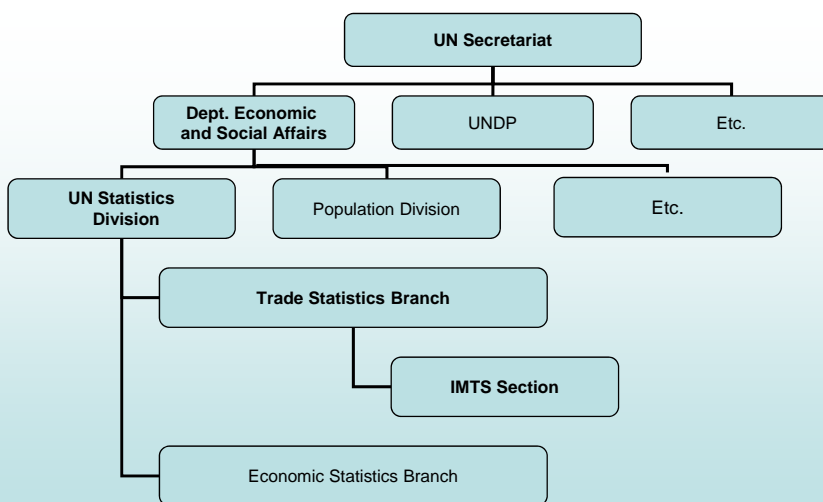 UN Secretariat
Dept. Economic
and Social Affairs
UNDP
Etc.
UN Statistics
Division
Population Division
Etc.
Trade Statistics Branch
IMTS Section
Economic Statistics Branch